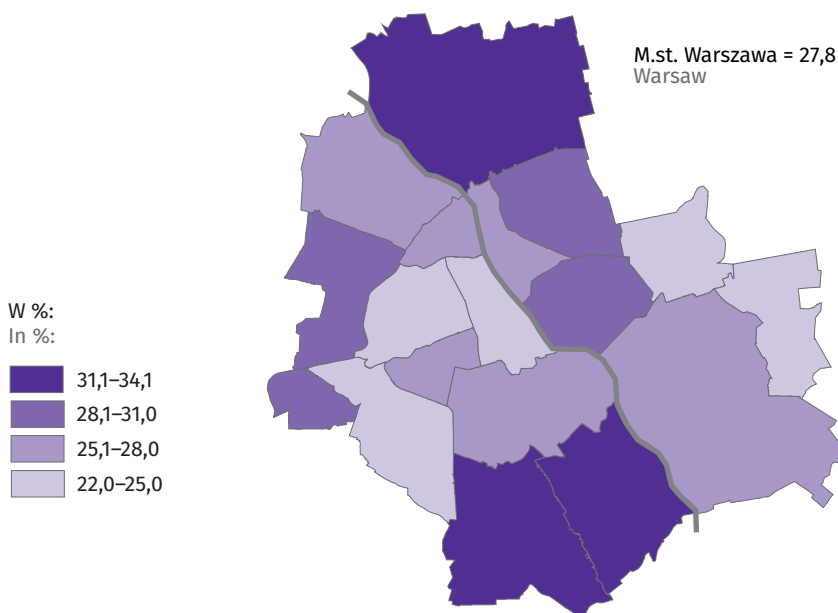 M.st. Warszawa = 27,8
Warsaw
W %:
In %:
31,1–34,1
28,1–31,0
25,1–28,0
22,0–25,0